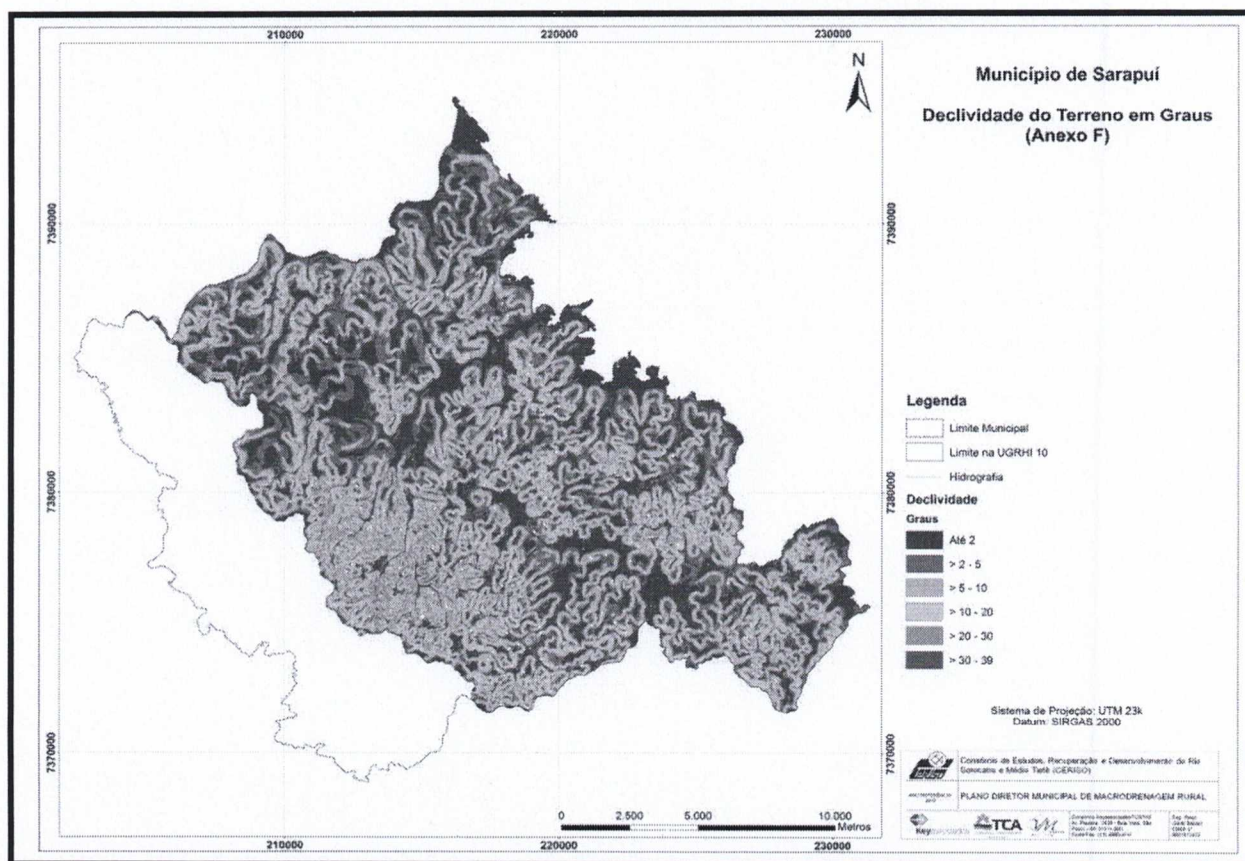 210000
220000
230000
7390000
7390000
7380000
7380000
7370000
7370000
210000
220000
230000
N
0
2.500
5.000
10.000
Metros
Município de Sarapuí
Declividade do Terreno em Graus
(Anexo F)
Legenda
Limite Municipal
Limite na UGRHI 10
Hidrografia
Declividade
Graus
Até 2
> 2 - 5
> 5 - 10
> 10 - 20
> 20 - 30
> 30 - 39
Sistema de Projeção: UTM 23k
Datum: SIRGAS 2000
Consórcio de Estudos, Recuperação e Desenvolvimento do Rio
Sorocaba e Médio Tietê (CERISO)
PLANO DIRETOR MUNICIPAL DE MACRODRENAGEM RURAL
TCA